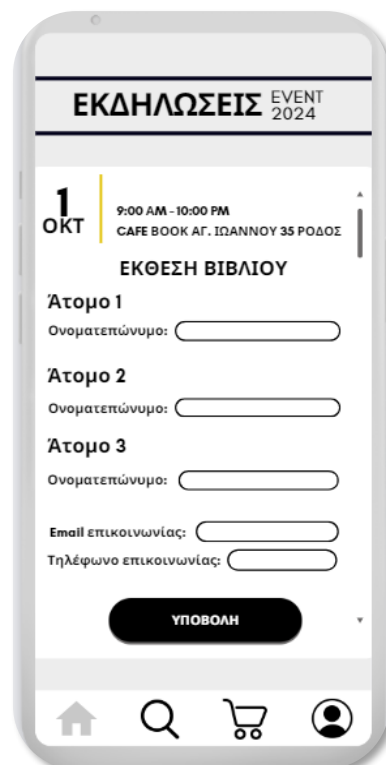 ΕΚΔΗΛΩΣΕΙΣ EVENT 2024
1 ΟΚΤ
9:00 AM - 10:00 PM
CAFE BOOK ΑΓ. ΙΩΑΝΝΟΥ 35 ΡΟΔΟΣ
ΕΚΘΕΣΗ ΒΙΒΛΙΟΥ
Άτομο 1
Ονοματεπώνυμο:
Άτομο 2
Ονοματεπώνυμο:
Άτομο 3
Ονοματεπώνυμο:
Email επικοινωνίας:
Τηλέφωνο επικοινωνίας:
ΥΠΟΒΟΛΗ